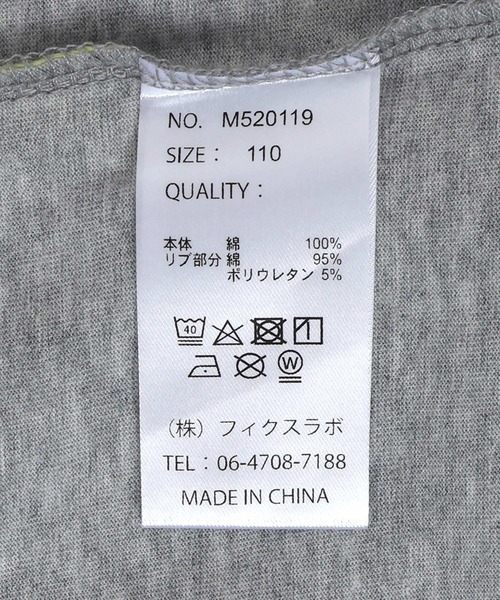 NO. M520119
SIZE： 110
QUALITY：
本体 綿 100%
リブ部分 綿 95%
ポリウレタン 5%
40
W
（株）フィクスラボ
TEL：06-4708-7188
MADE IN CHINA